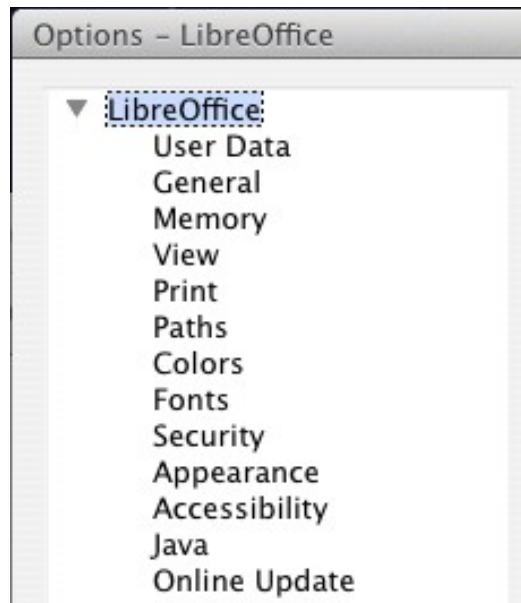 Options – LibreOffice
LibreOffice
User Data
General
Memory
View
Print
Paths
Colors
Fonts
Security
Appearance
Accessibility
Java
Online Update